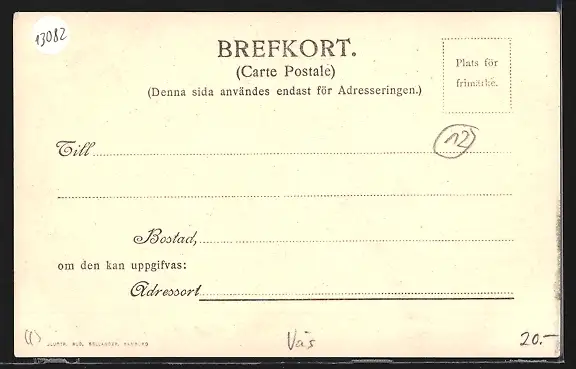 13082
BREFKORT.
(Carte Postale)
(Denna sida användes endast för Adresseringen.)
Plats för
frimärke.
12
Till
Bostad,
om den kan uppgifvas:
Adressort
Väs
20.-